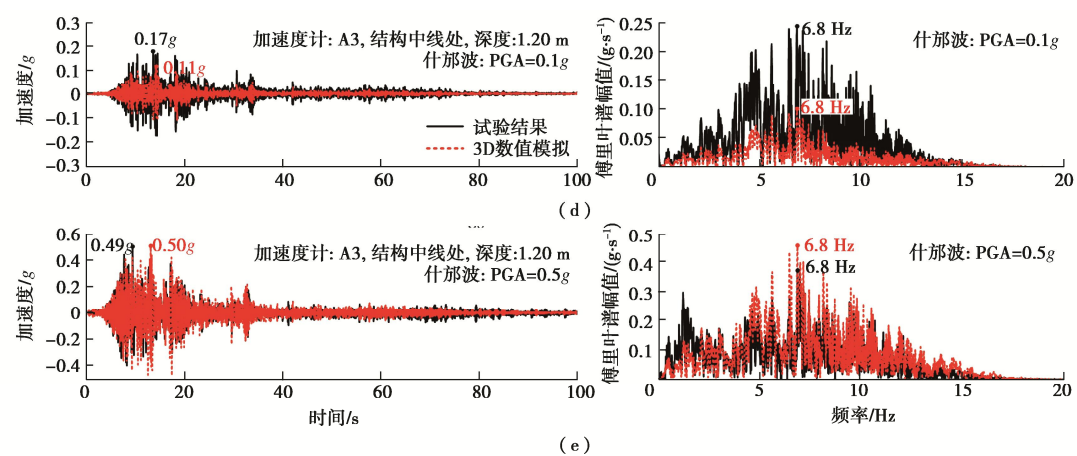 0.3
0.2
0.1
0
−0.1
−0.2
−0.3
加速度/g
0.17g
0.11g
加速度计: A3, 结构中线处, 深度:1.20 m
什邡波: PGA=0.1g
试验结果
3D数值模拟
0 20 40 60 80 100
0.25
0.20
0.15
0.10
0.05
0
傅里叶谱幅值/(g·s⁻¹)
6.8 Hz
6.8 Hz
什邡波: PGA=0.1g
0 5 10 15 20
(d)
0.6
0.4
0.2
0
−0.2
−0.4
加速度/g
0.49g
0.50g
加速度计: A3, 结构中线处, 深度:1.20 m
什邡波: PGA=0.5g
0 20 40 60 80 100
时间/s
0.5
0.4
0.3
0.2
0.1
0
傅里叶谱幅值/(g·s⁻¹)
6.8 Hz
6.8 Hz
什邡波: PGA=0.5g
5 10 15 20
频率/Hz
(e)